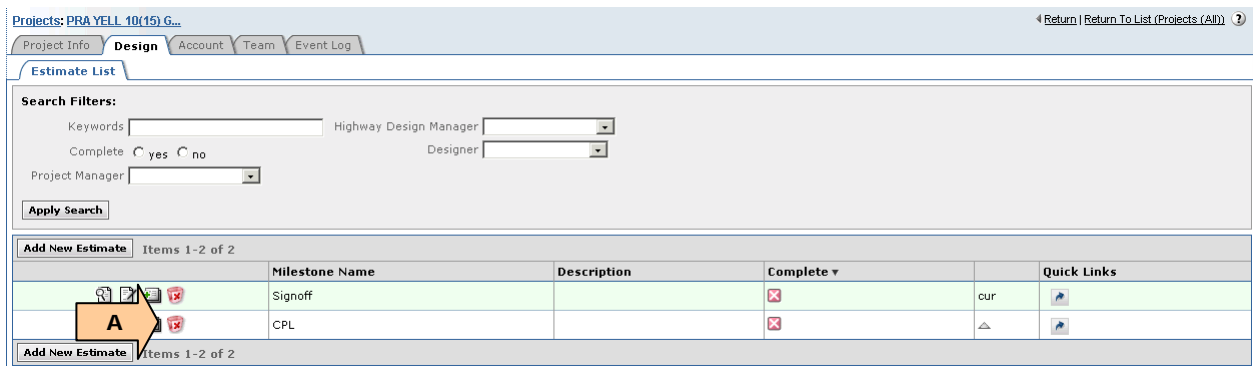 Projects: PRA YELL 10(15) G... Return | Return To List (Projects (All)) ?
Project Info Design Account Team Event Log
Estimate List
Search Filters:
Keywords Highway Design Manager
Complete yes no Designer
Project Manager
Apply Search
Add New Estimate Items 1-2 of 2
Milestone Name Description Complete Quick Links
Signoff cur
A CPL
Add New Estimate Items 1-2 of 2